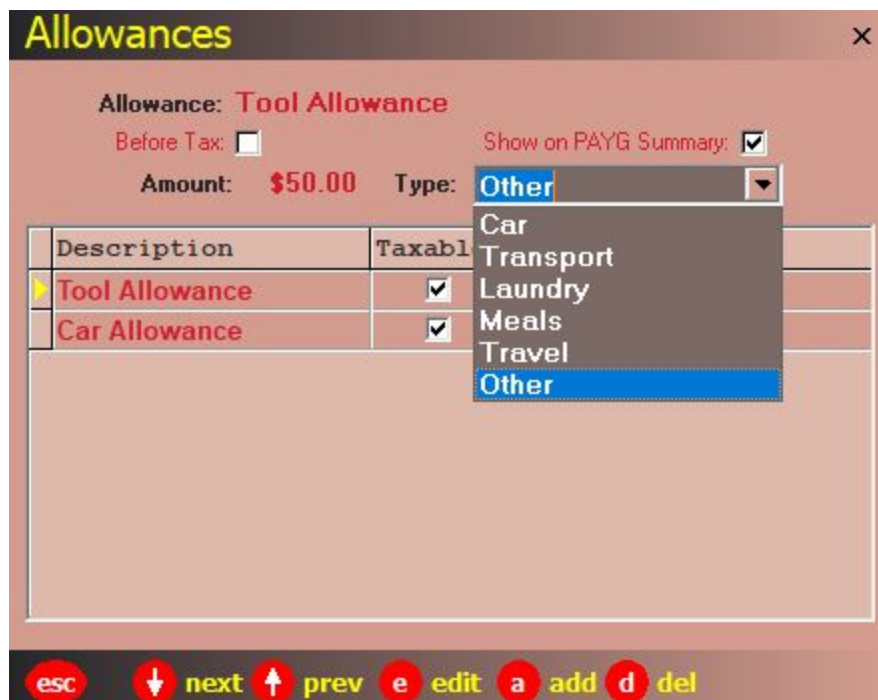 Allowances
Allowance: Tool Allowance
Before Tax: Show on PAYG Summary:
Amount: $50.00 Type: Other
Car
Transport
Laundry
Meals
Travel
Other
Description Taxabl
Tool Allowance
Car Allowance
esc next prev e edit a add d del